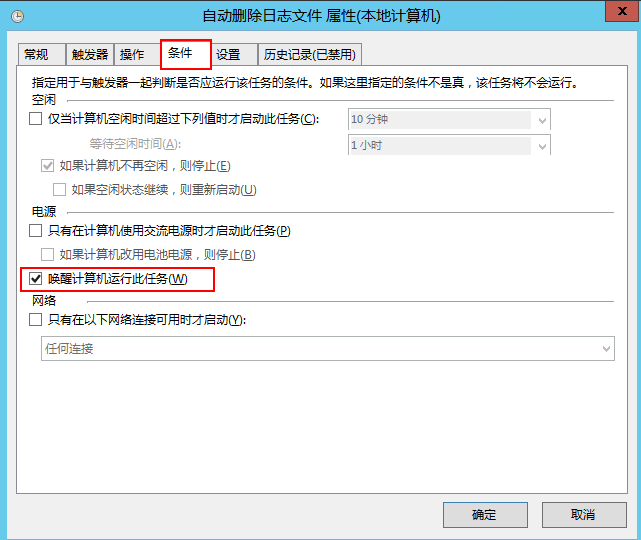 自动删除日志文件 属性(本地计算机)
x
常规 触发器 操作 条件 设置 历史记录(已禁用)
指定用于与触发器一起判断是否应运行该任务的条件。如果这里指定的条件不是真，该任务将不会运行。
空闲
仅当计算机空闲时间超过下列值时才启动此任务(C): 10 分钟
等待空闲时间(A): 1 小时
如果计算机不再空闲，则停止(E)
如果空闲状态继续，则重新启动(U)
电源
只有在计算机使用交流电源时才启动此任务(P)
如果计算机改用电池电源，则停止(B)
唤醒计算机运行此任务(W)
网络
只有在以下网络连接可用时才启动(Y):
任何连接
确定 取消